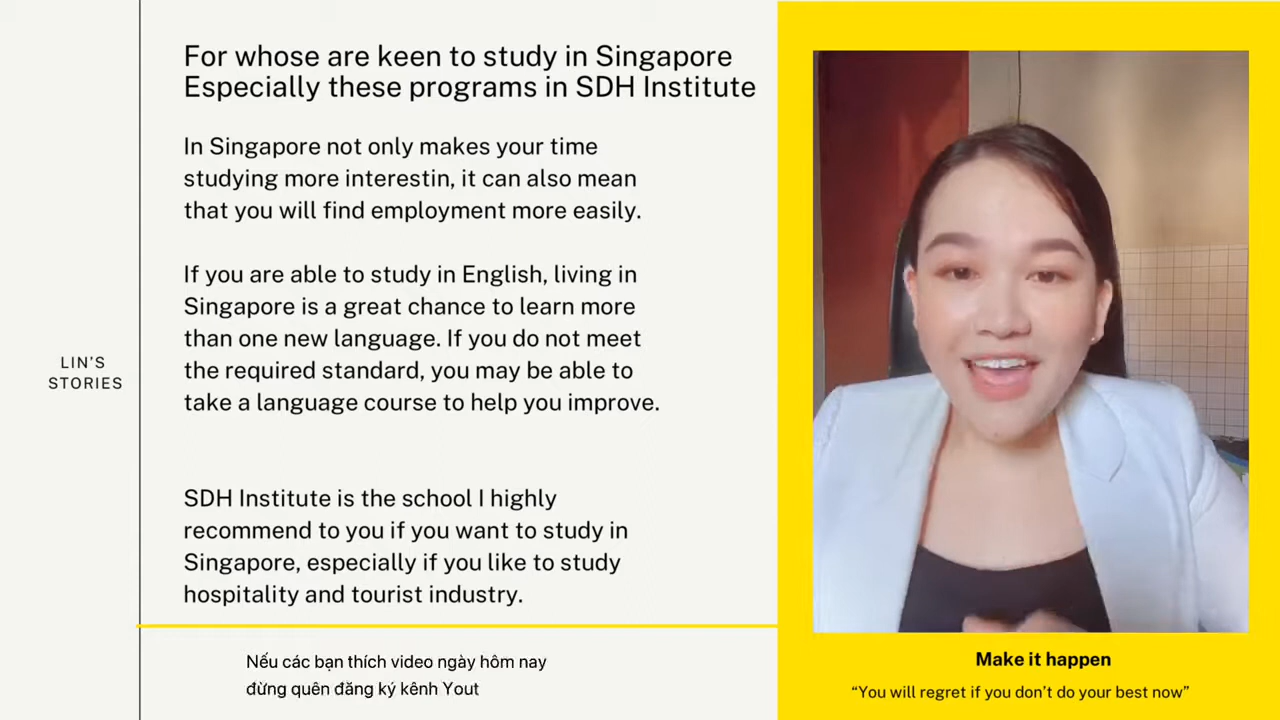 For whose are keen to study in Singapore
Especially these programs in SDH Institute
In Singapore not only makes your time
studying more interestin, it can also mean
that you will find employment more easily.
If you are able to study in English, living in
Singapore is a great chance to learn more
than one new language. If you do not meet
the required standard, you may be able to
take a language course to help you improve.
SDH Institute is the school I highly
recommend to you if you want to study in
Singapore, especially if you like to study
hospitality and tourist industry.
LIN'S
STORIES
Nếu các bạn thích video ngày hôm nay
đừng quên đăng ký kênh Yout
Make it happen
“You will regret if you don’t do your best now”